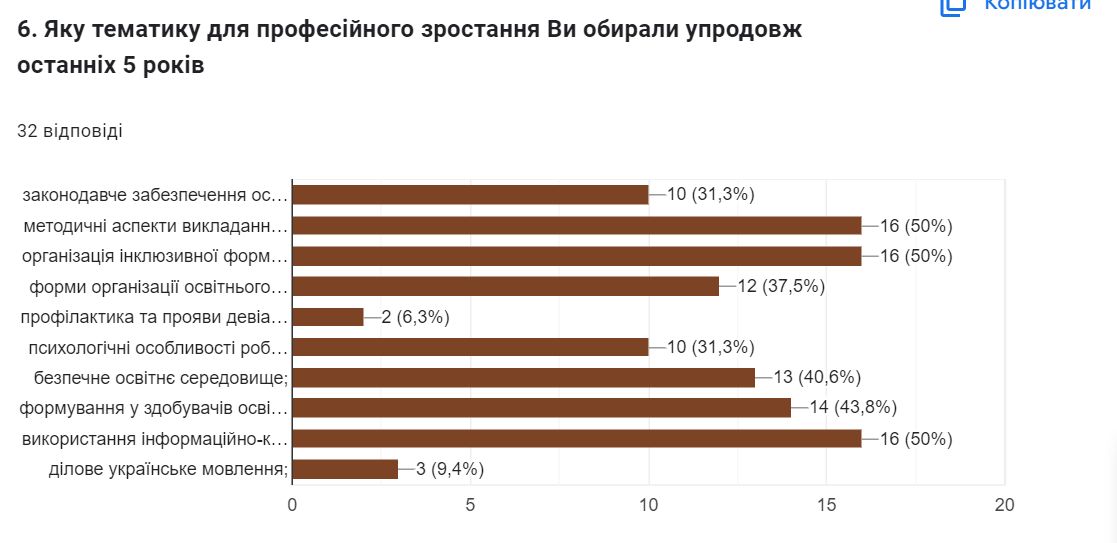 Копіювати
6. Яку тематику для професійного зростання Ви обирали упродовж
останніх 5 років
32 відповіді
законодавче забезпечення ос… 10 (31,3%)
методичні аспекти викладанн… 16 (50%)
організація інклюзивної форм… 16 (50%)
форми організації освітнього… 12 (37,5%)
профілактика та прояви девіа… 2 (6,3%)
психологічні особливості роб… 10 (31,3%)
безпечне освітнє середовище; 13 (40,6%)
формування у здобувачів осві… 14 (43,8%)
використання інформаційно-к… 16 (50%)
ділове українське мовлення; 3 (9,4%)
0 5 10 15 20